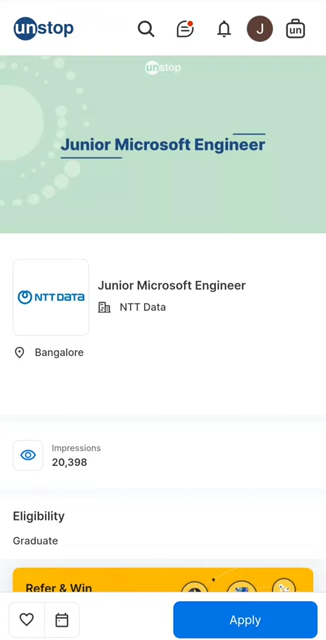 unstop
J
un
unstop
Junior Microsoft Engineer
NTT DATA
Junior Microsoft Engineer
NTT Data
Bangalore
Impressions
20,398
Eligibility
Graduate
Refer & Win
Apply